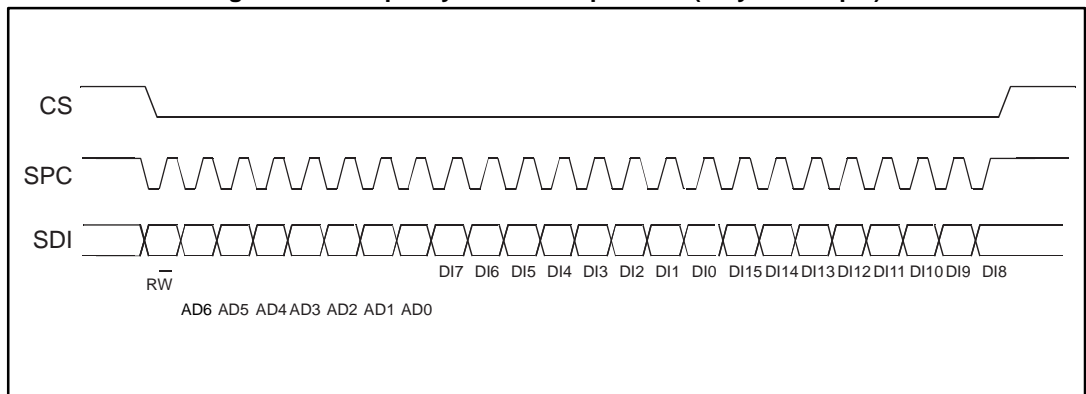 CS
SPC
SDI
RW
DI7 DI6 DI5 DI4 DI3 DI2 DI1 DI0 DI15 DI14 DI13 DI12 DI11 DI10 DI9 DI8
AD6 AD5 AD4 AD3 AD2 AD1 AD0